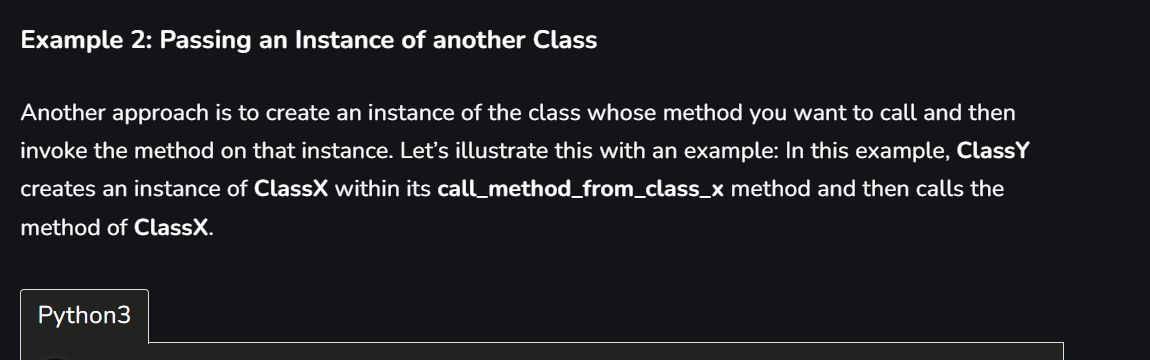 Example 2: Passing an Instance of another Class
Another approach is to create an instance of the class whose method you want to call and then
invoke the method on that instance. Let’s illustrate this with an example: In this example, ClassY
creates an instance of ClassX within its call_method_from_class_x method and then calls the
method of ClassX.
Python3